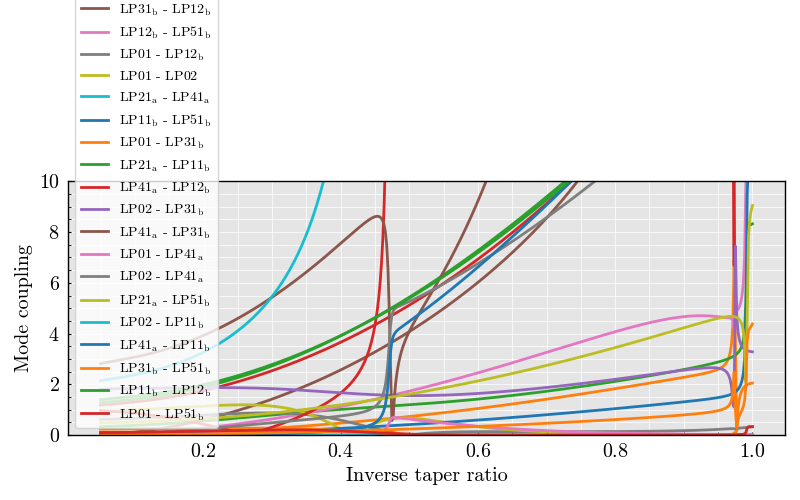 LP31b - LP12b
LP12b - LP51b
LP01 - LP12b
LP01 - LP02
LP21a - LP41a
LP11b - LP51b
LP01 - LP31b
LP21a - LP11b
LP41a - LP12b
LP02 - LP31b
LP41a - LP31b
LP01 - LP41a
LP02 - LP41a
LP21a - LP51b
LP02 - LP11b
LP41a - LP11b
LP31b - LP51b
LP11b - LP12b
LP01 - LP51b
10
8
6
4
2
0
Mode coupling
0.2 0.4 0.6 0.8 1.0
Inverse taper ratio